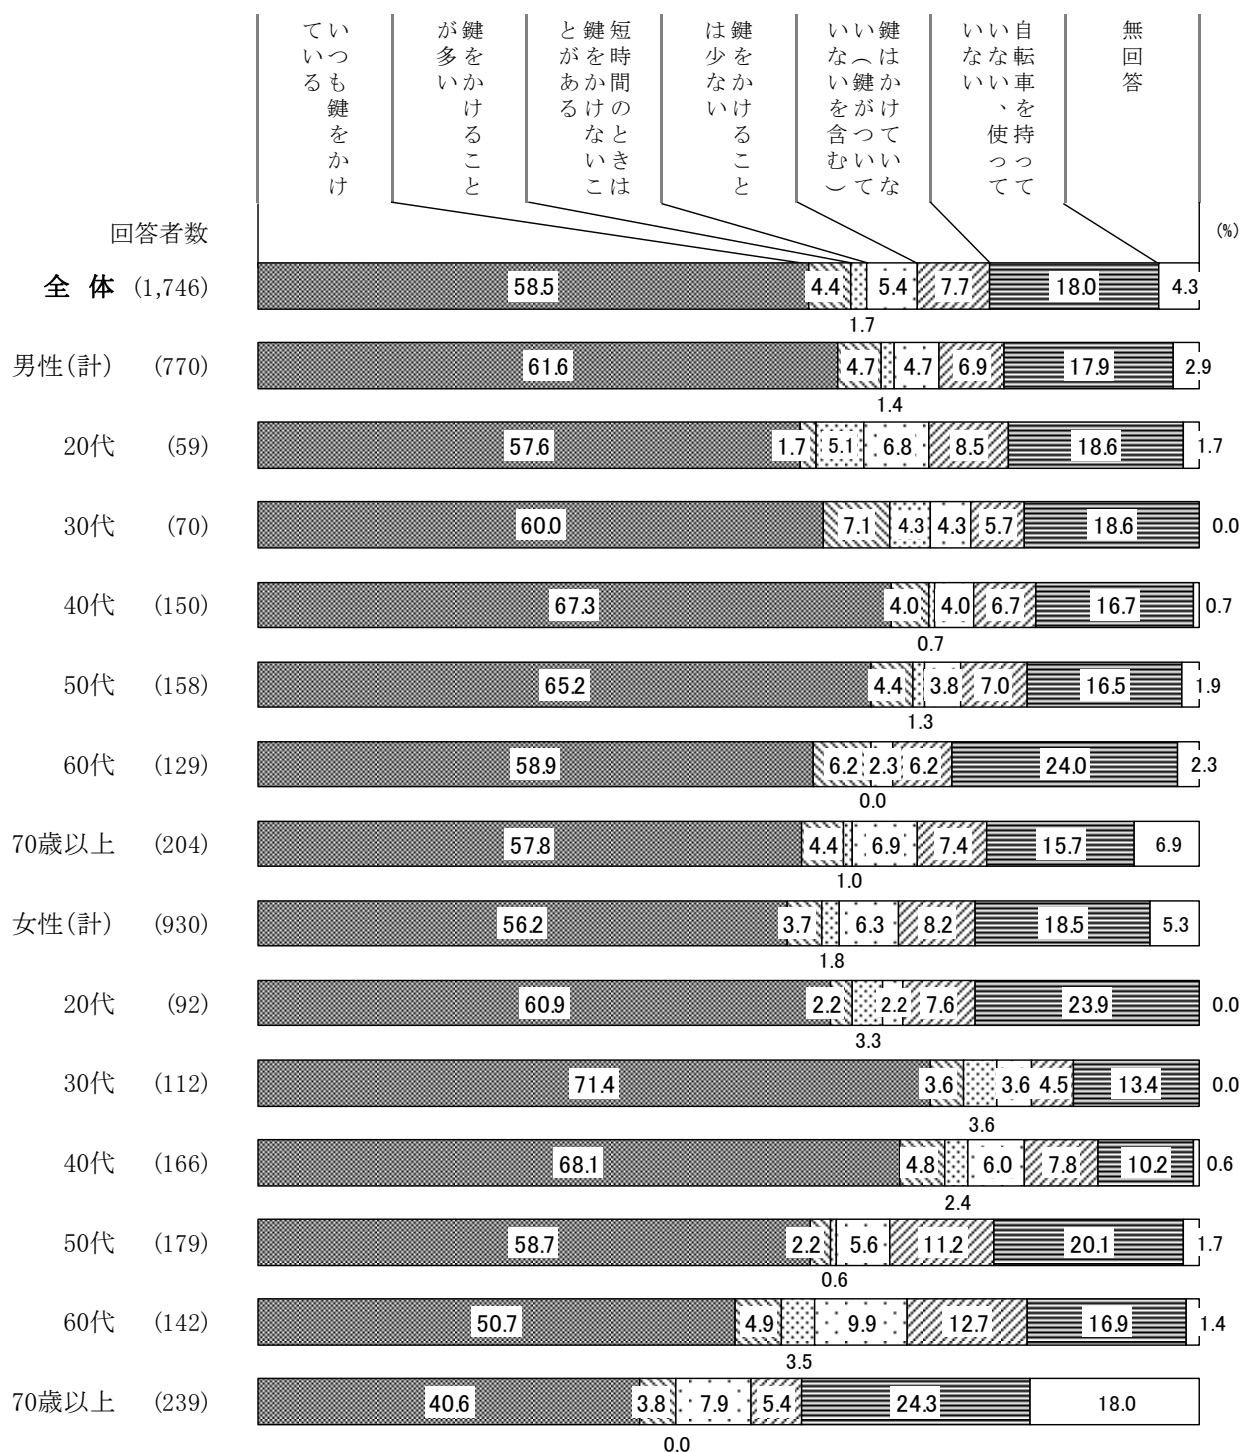 いつも鍵をかけ
ている
鍵をかけること
が多い
短時間のときは
鍵をかけないこ
とがある
鍵をかけること
は少ない
鍵はかけていな
い（鍵がついて
いないを含む）
自転車を持って
いない、使って
いない
無回答
回答者数 (%)
全 体 (1,746) 58.5 4.4 5.4 7.7 18.0 4.3
1.7
男性(計) (770) 61.6 4.7 4.7 6.9 17.9 2.9
1.4
20代 (59) 57.6 1.7 5.1 6.8 8.5 18.6 1.7
30代 (70) 60.0 7.1 4.3 4.3 5.7 18.6 0.0
40代 (150) 67.3 4.0 4.0 6.7 16.7 0.7
0.7
50代 (158) 65.2 4.4 3.8 7.0 16.5 1.9
1.3
60代 (129) 58.9 6.2 2.3 6.2 24.0 2.3
0.0
70歳以上 (204) 57.8 4.4 6.9 7.4 15.7 6.9
1.0
女性(計) (930) 56.2 3.7 6.3 8.2 18.5 5.3
1.8
20代 (92) 60.9 2.2 2.2 7.6 23.9 0.0
3.3
30代 (112) 71.4 3.6 3.6 4.5 13.4 0.0
3.6
40代 (166) 68.1 4.8 6.0 7.8 10.2 0.6
2.4
50代 (179) 58.7 2.2 5.6 11.2 20.1 1.7
0.6
60代 (142) 50.7 4.9 9.9 12.7 16.9 1.4
3.5
70歳以上 (239) 40.6 3.8 7.9 5.4 24.3 18.0
0.0